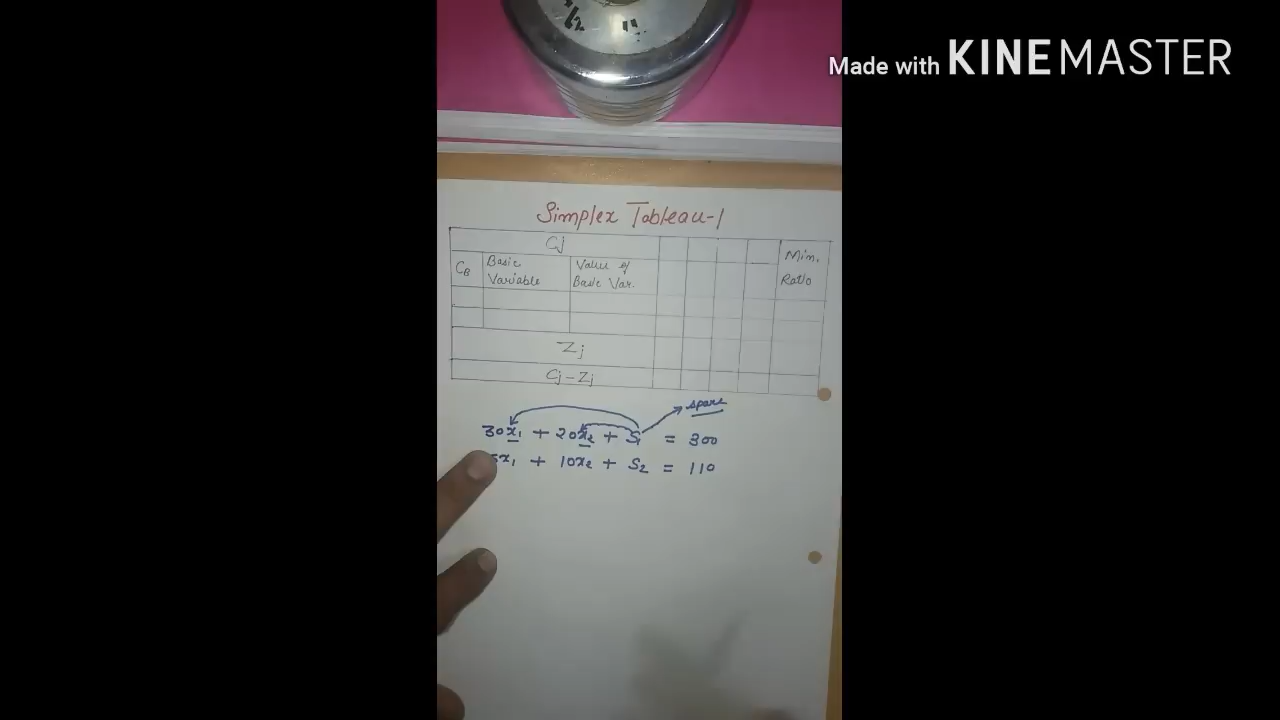 Made with KINEMASTER
Simplex Tableau-1
Cj
CB Basic Variable Value of Basic Var. Min. Ratio
Zj
Cj - Zj
spare
30x₁ + 20x₂ + S₁ = 300
5x₁ + 10x₂ + S₂ = 110